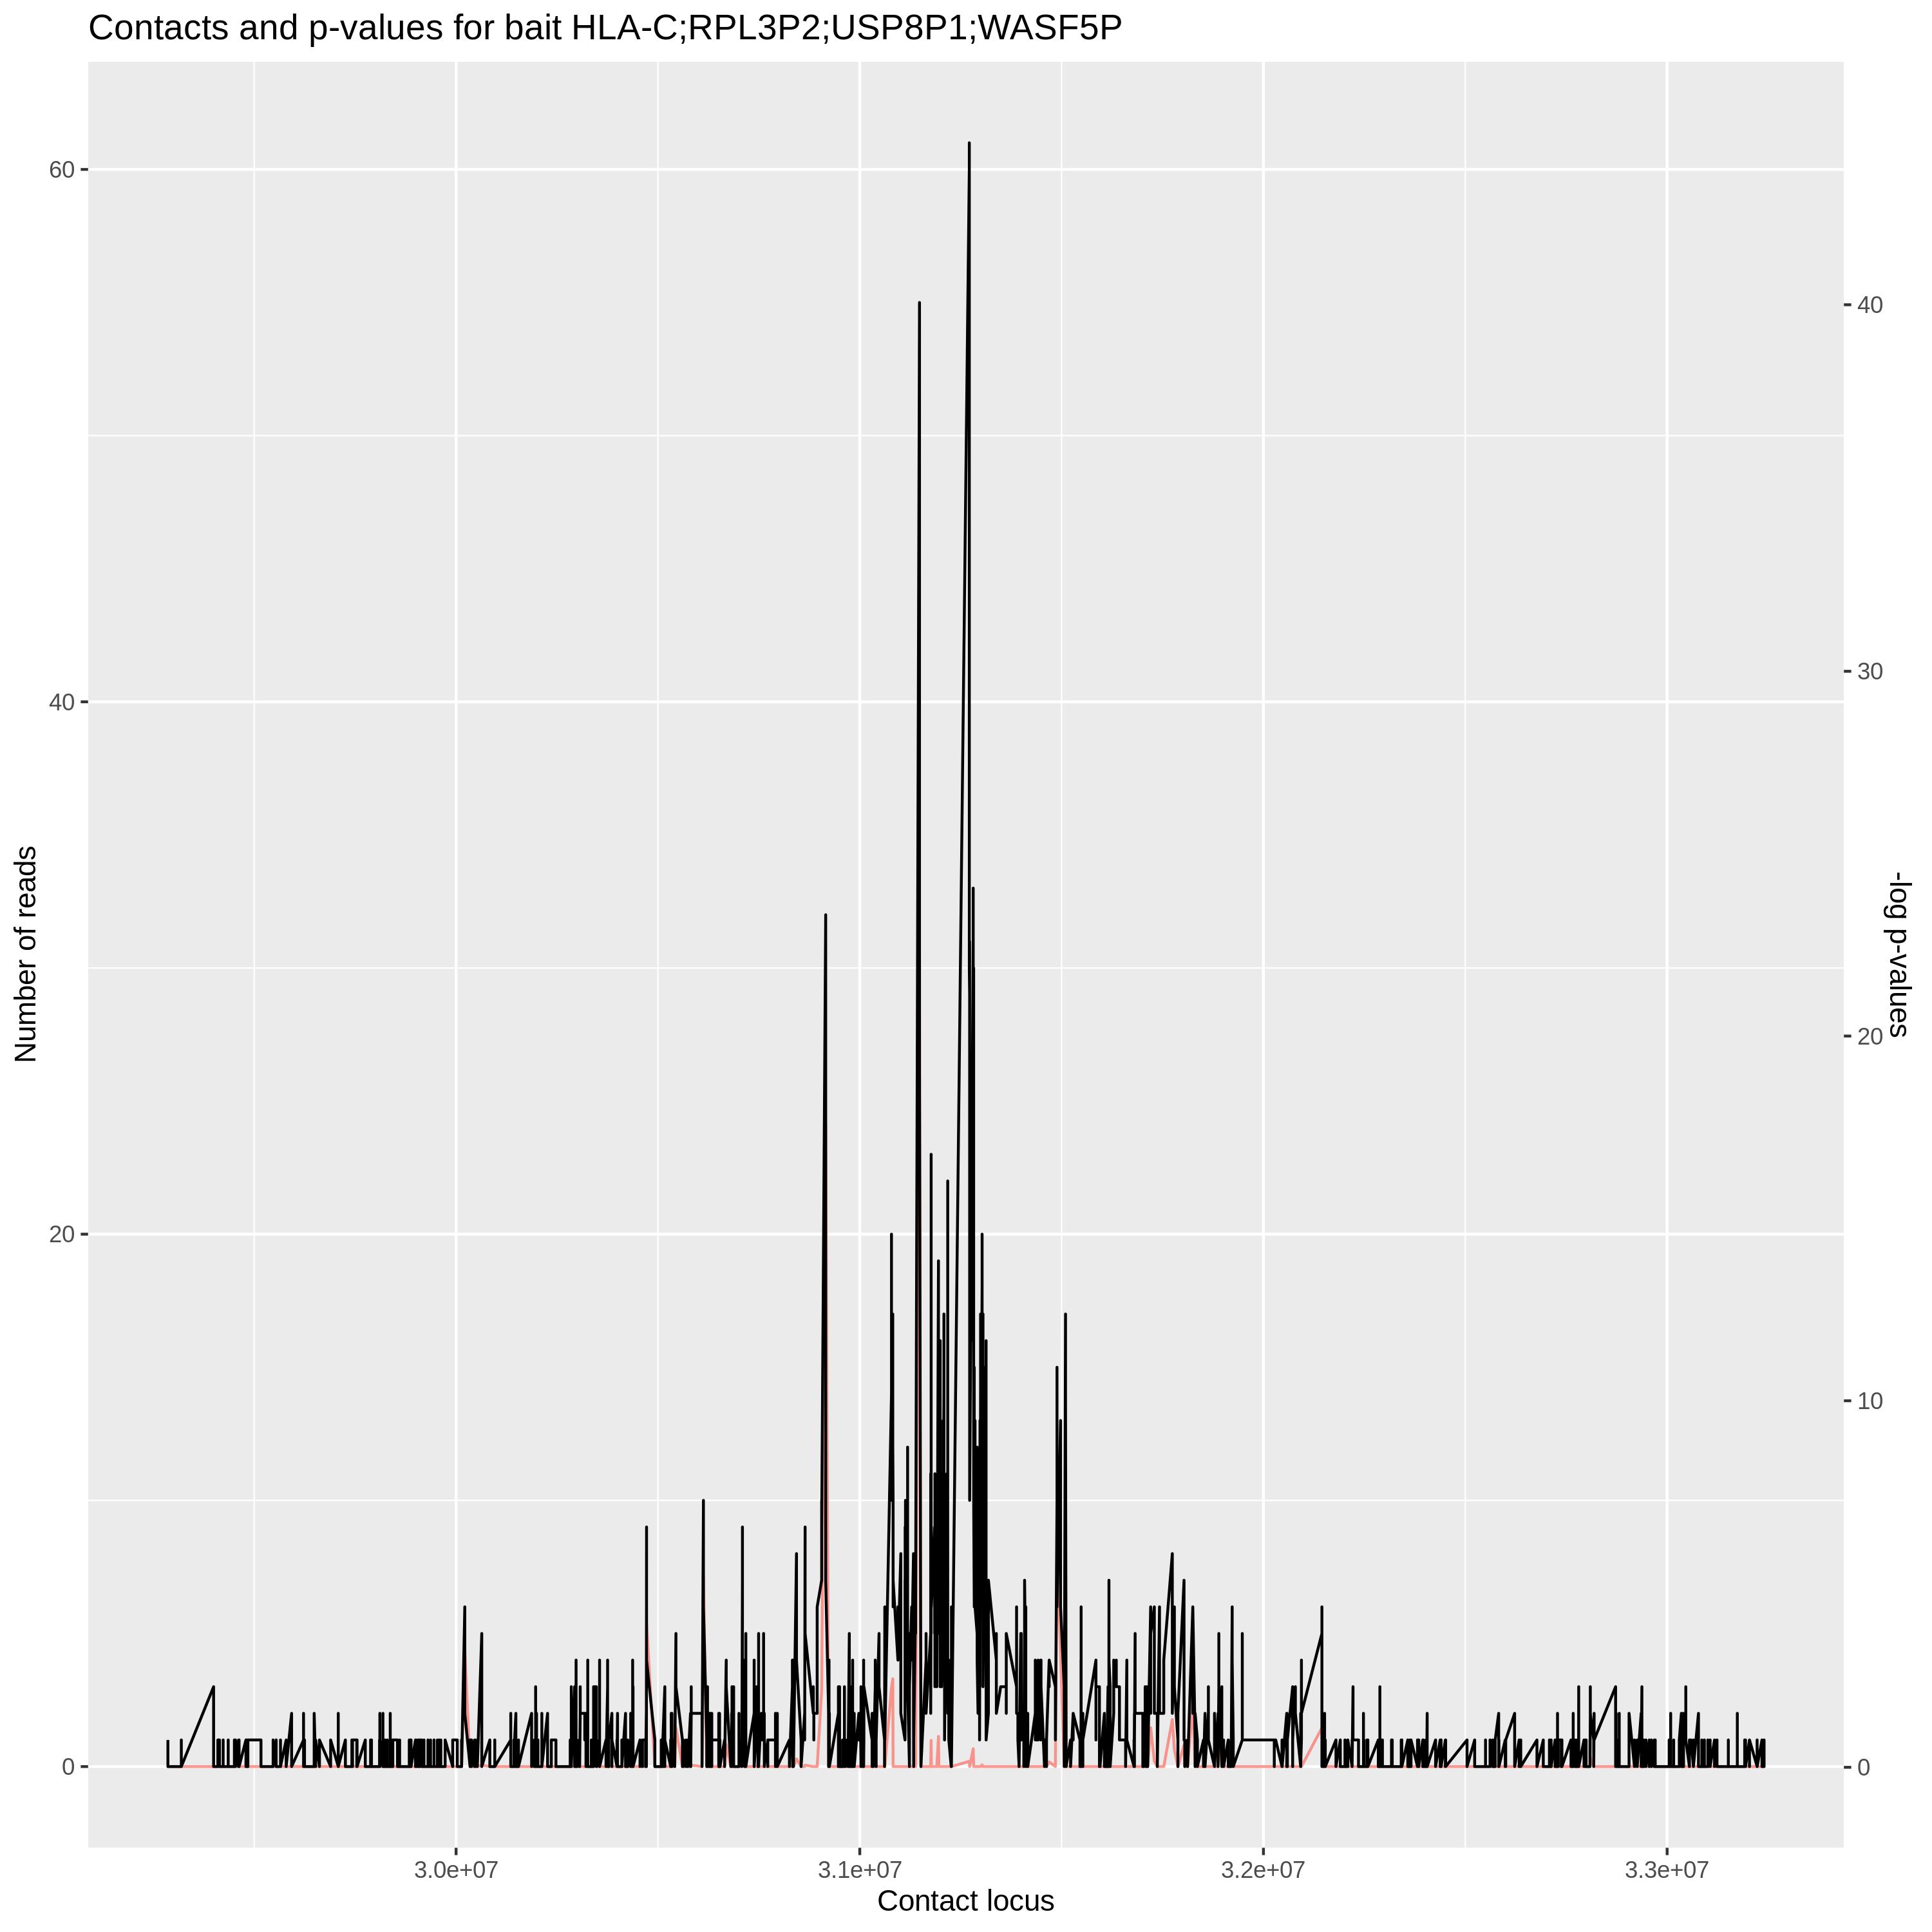 Contacts and p-values for bait HLA-C;RPL3P2;USP8P1;WASF5P
60
40
20
0
Number of reads
40
30
20
10
0
-log p-values
3.0e+07
3.1e+07
3.2e+07
3.3e+07
Contact locus